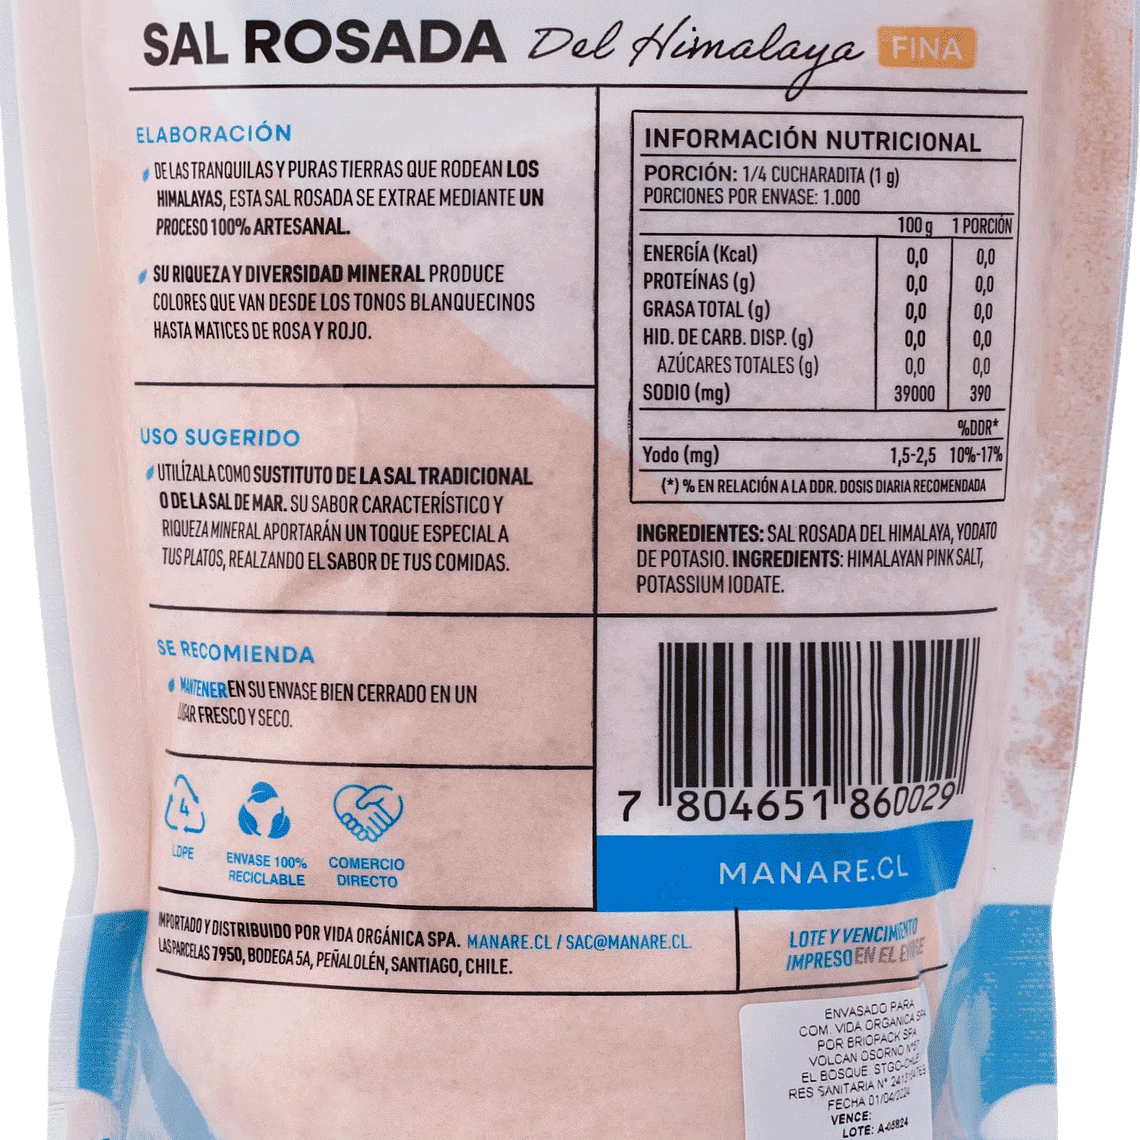 SAL ROSADA Del Himalaya FINA
ELABORACIÓN
DE LAS TRANQUILAS Y PURAS TIERRAS QUE RODEAN LOS
HIMALAYAS, ESTA SAL ROSADA SE EXTRAE MEDIANTE UN
PROCESO 100% ARTESANAL.
SU RIQUEZA Y DIVERSIDAD MINERAL PRODUCE
COLORES QUE VAN DESDE LOS TONOS BLANQUECINOS
HASTA MATICES DE ROSA Y ROJO.
USO SUGERIDO
UTILÍZALA COMO SUSTITUTO DE LA SAL TRADICIONAL
O DE LA SAL DE MAR. SU SABOR CARACTERÍSTICO Y
RIQUEZA MINERAL APORTARÁN UN TOQUE ESPECIAL A
TUS PLATOS, REALZANDO EL SABOR DE TUS COMIDAS.
SE RECOMIENDA
MANTENER EN SU ENVASE BIEN CERRADO EN UN
LUGAR FRESCO Y SECO.
4
LDPE
ENVASE 100%
RECICLABLE
COMERCIO
DIRECTO
INFORMACIÓN NUTRICIONAL
PORCIÓN: 1/4 CUCHARADITA (1 g)
PORCIONES POR ENVASE: 1.000
100 g 1 PORCIÓN
ENERGÍA (Kcal) 0,0 0,0
PROTEÍNAS (g) 0,0 0,0
GRASA TOTAL (g) 0,0 0,0
HID. DE CARB. DISP. (g) 0,0 0,0
AZÚCARES TOTALES (g) 0,0 0,0
SODIO (mg) 39000 390
%DDR*
Yodo (mg) 1,5-2,5 10%-17%
(*) % EN RELACIÓN A LA DDR. DOSIS DIARIA RECOMENDADA
INGREDIENTES: SAL ROSADA DEL HIMALAYA, YODATO
DE POTASIO. INGREDIENTS: HIMALAYAN PINK SALT,
POTASSIUM IODATE.
7 804651 860029
MANARE.CL
IMPORTADO Y DISTRIBUIDO POR VIDA ORGÁNICA SPA. MANARE.CL / SAC@MANARE.CL.
LAS PARCELAS 7950, BODEGA 5A, PEÑALOLÉN, SANTIAGO, CHILE.
LOTE Y VENCIMIENTO
IMPRESO EN EL ENVASE
ENVASADO PARA
COM. VIDA ORGANICA SPA
POR BRIOPACK SPA
VOLCAN OSORNO N°57
EL BOSQUE STGO-CHILE
RES SANITARIA N°
FECHA 01/04/2024
VENCE:
LOTE: A-05824